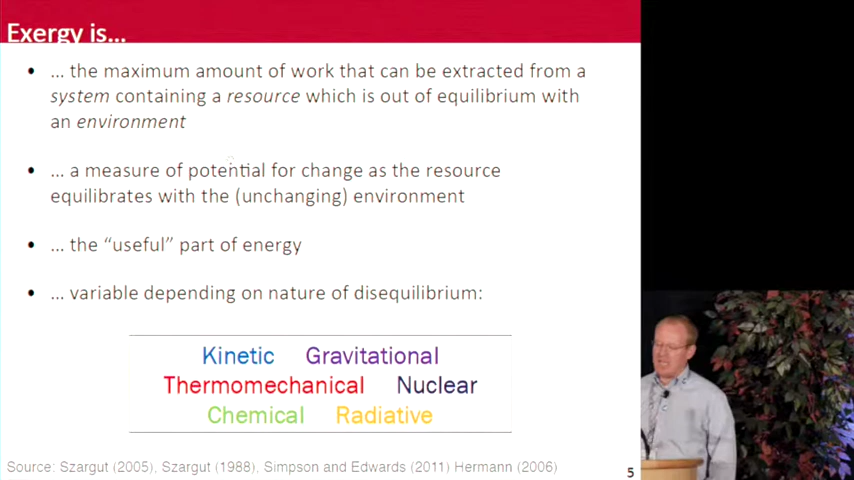 Exergy is...
• ... the maximum amount of work that can be extracted from a
system containing a resource which is out of equilibrium with
an environment
• ... a measure of potential for change as the resource
equilibrates with the (unchanging) environment
• ... the “useful” part of energy
• ... variable depending on nature of disequilibrium:
Kinetic Gravitational
Thermomechanical Nuclear
Chemical Radiative
Source: Szargut (2005), Szargut (1988), Simpson and Edwards (2011) Hermann (2006)
5